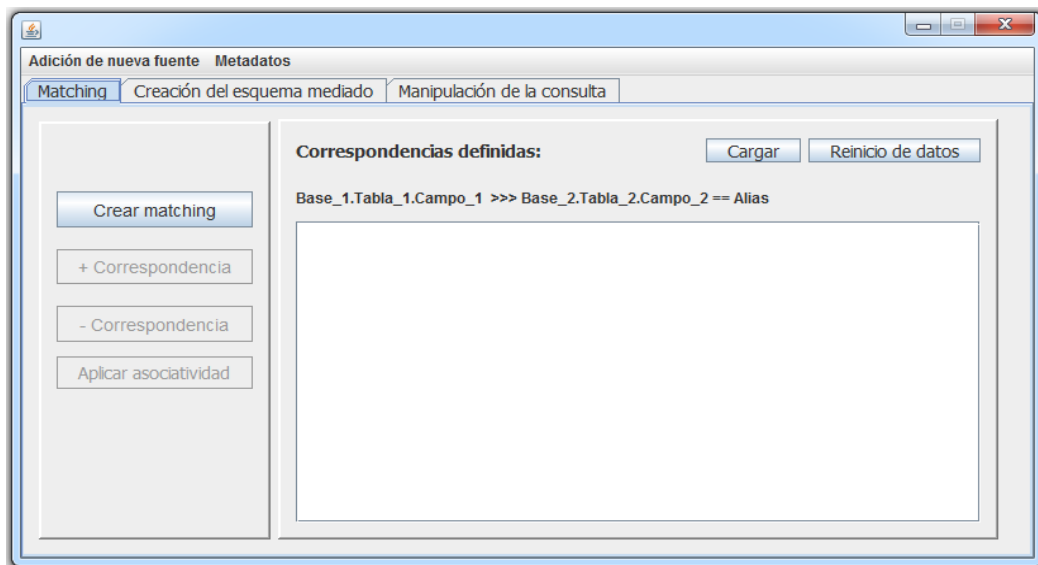 Adición de nueva fuente Metadatos
Matching Creación del esquema mediado Manipulación de la consulta
Correspondencias definidas: Cargar Reinicio de datos
Base_1.Tabla_1.Campo_1 >>> Base_2.Tabla_2.Campo_2 == Alias
Crear matching
+ Correspondencia
- Correspondencia
Aplicar asociatividad